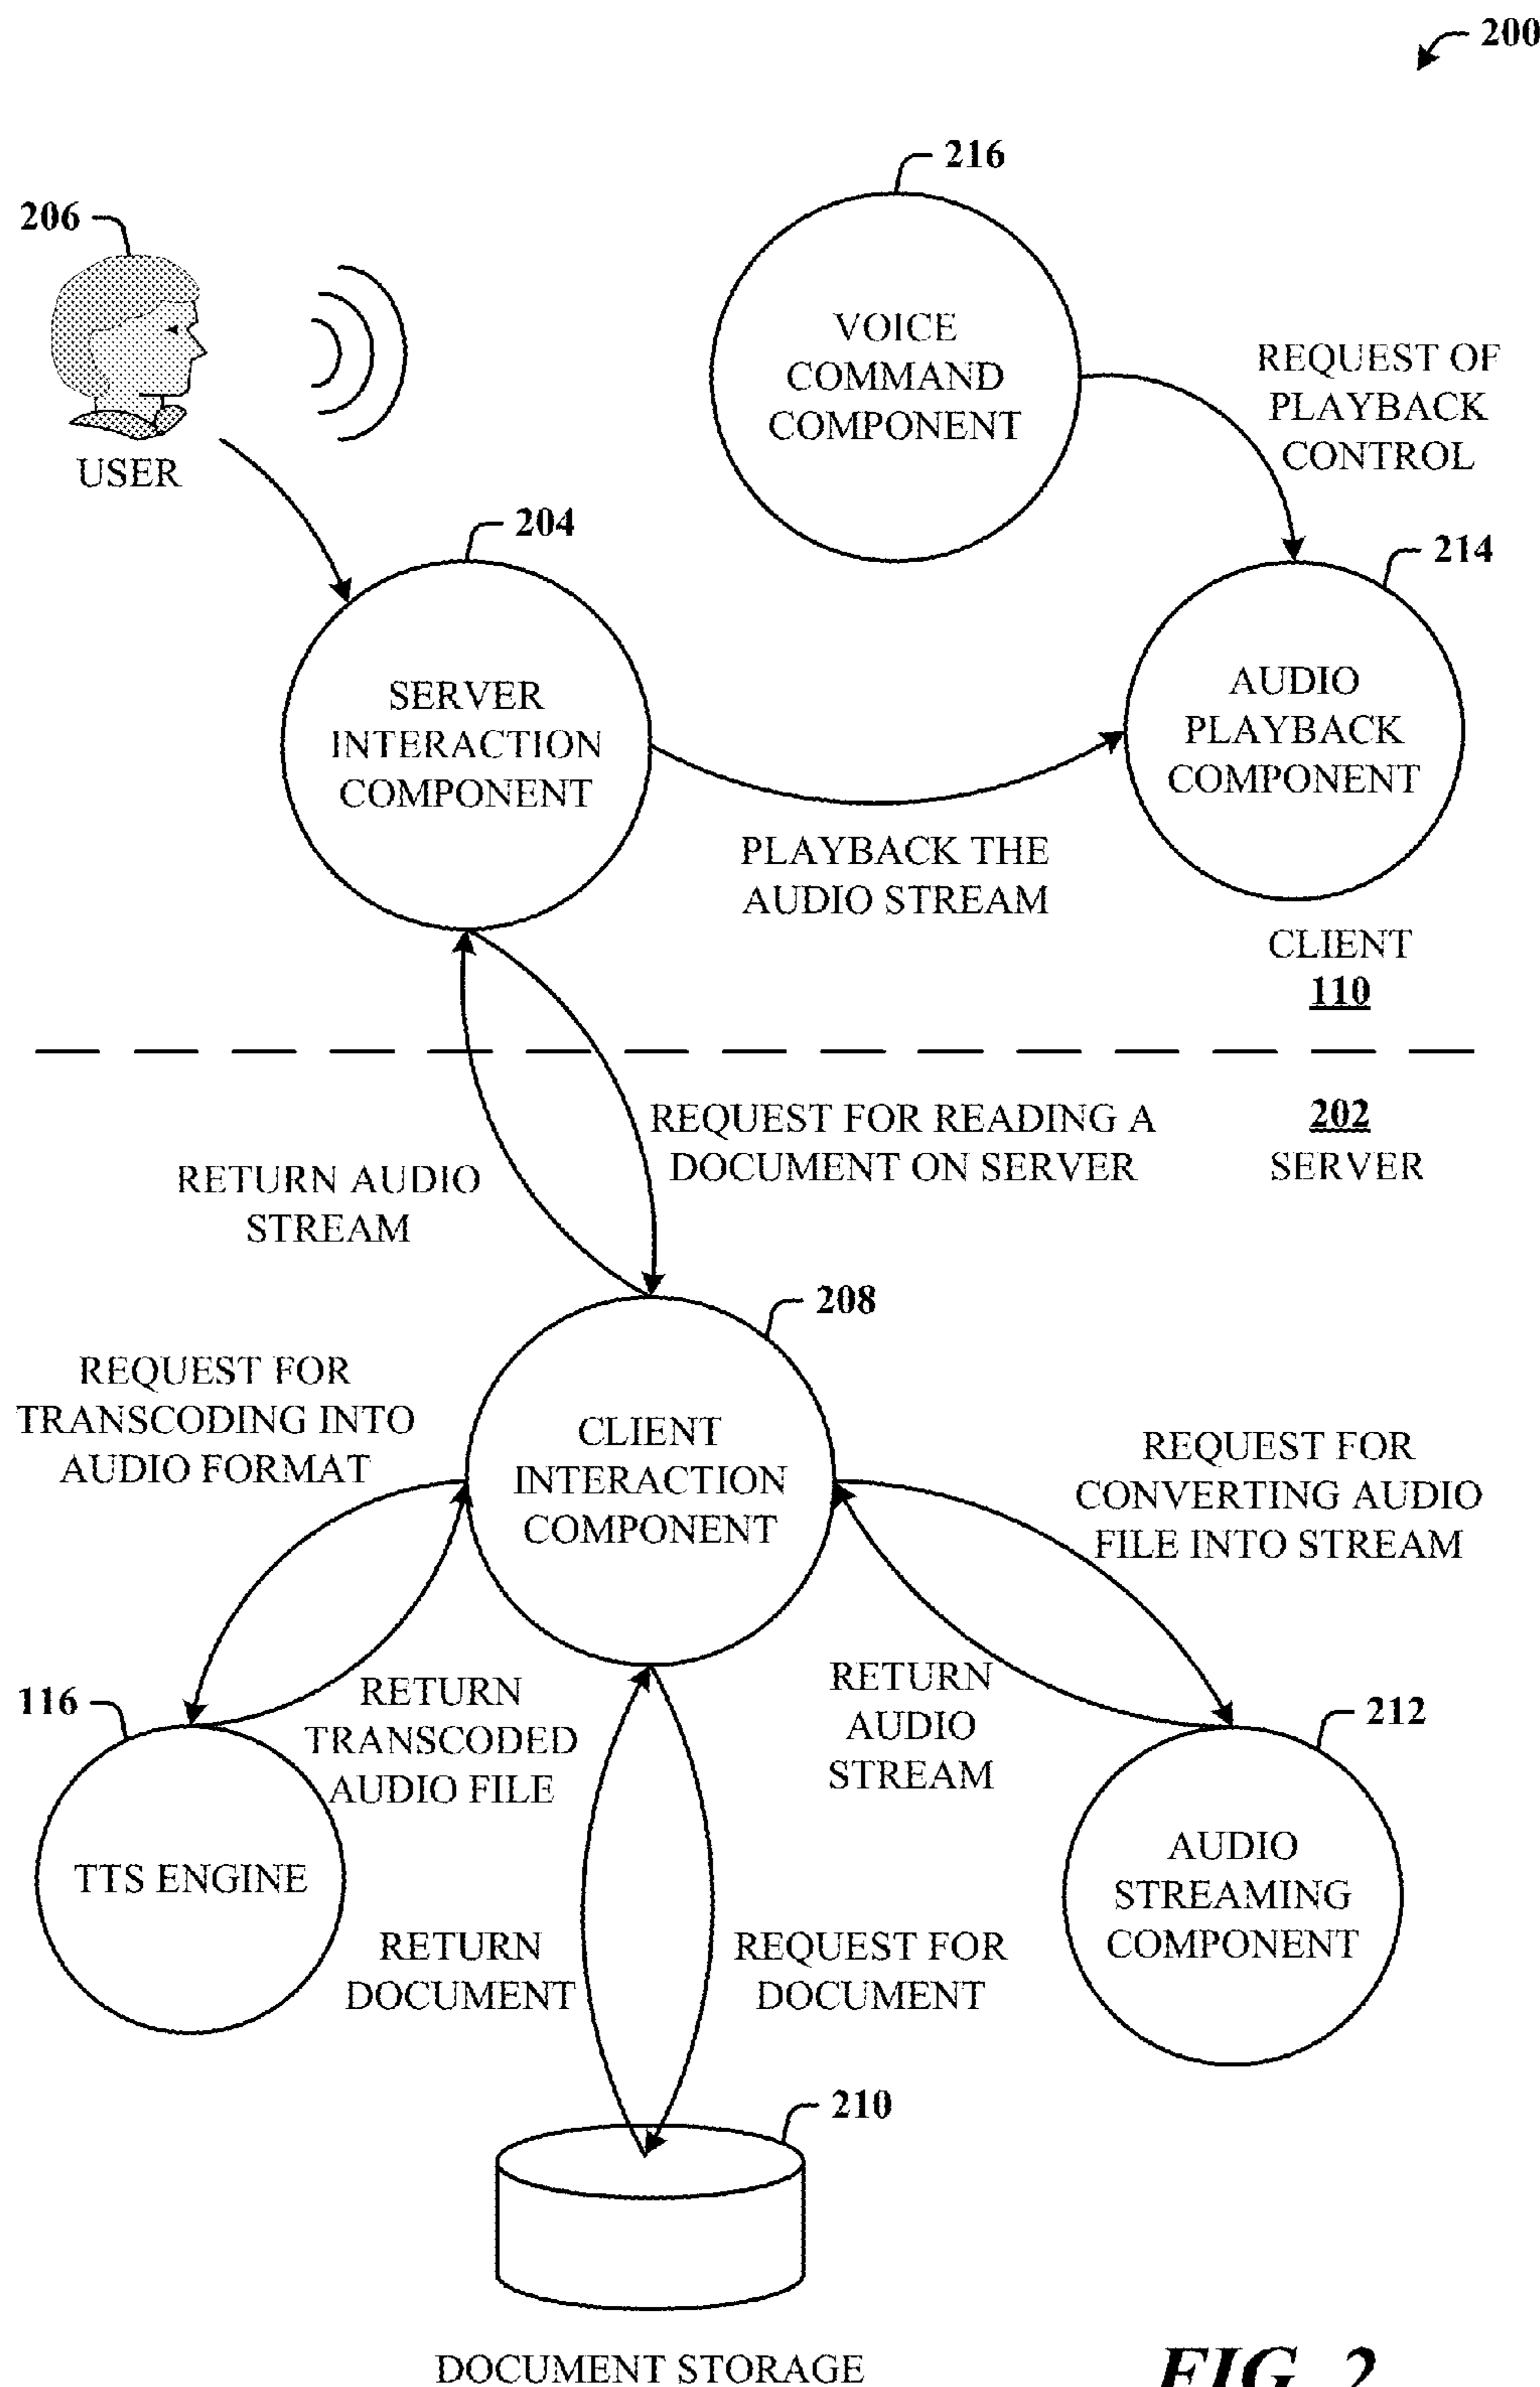 200
216
206
VOICE
COMMAND
COMPONENT
REQUEST OF
PLAYBACK
CONTROL
USER
204
214
SERVER
INTERACTION
COMPONENT
AUDIO
PLAYBACK
COMPONENT
PLAYBACK THE
AUDIO STREAM
CLIENT
110
202
SERVER
REQUEST FOR READING A
DOCUMENT ON SERVER
RETURN AUDIO
STREAM
208
REQUEST FOR
TRANSCODING INTO
AUDIO FORMAT
CLIENT
INTERACTION
COMPONENT
REQUEST FOR
CONVERTING AUDIO
FILE INTO STREAM
116
RETURN
TRANSCODED
AUDIO FILE
RETURN
AUDIO
STREAM
212
TTS ENGINE
AUDIO
STREAMING
COMPONENT
RETURN
DOCUMENT
REQUEST FOR
DOCUMENT
210
DOCUMENT STORAGE
FIG. 2